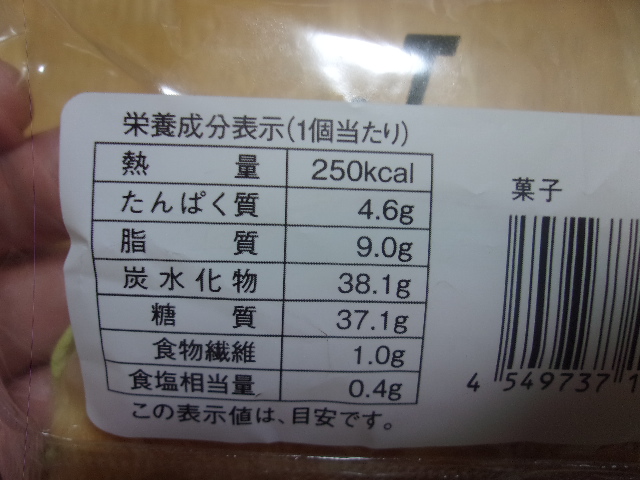 栄養成分表示(1個当たり)
熱量 250kcal
たんぱく質 4.6g
脂質 9.0g
炭水化物 38.1g
糖質 37.1g
食物繊維 1.0g
食塩相当量 0.4g
この表示値は、目安です。
菓子
4 549737 1